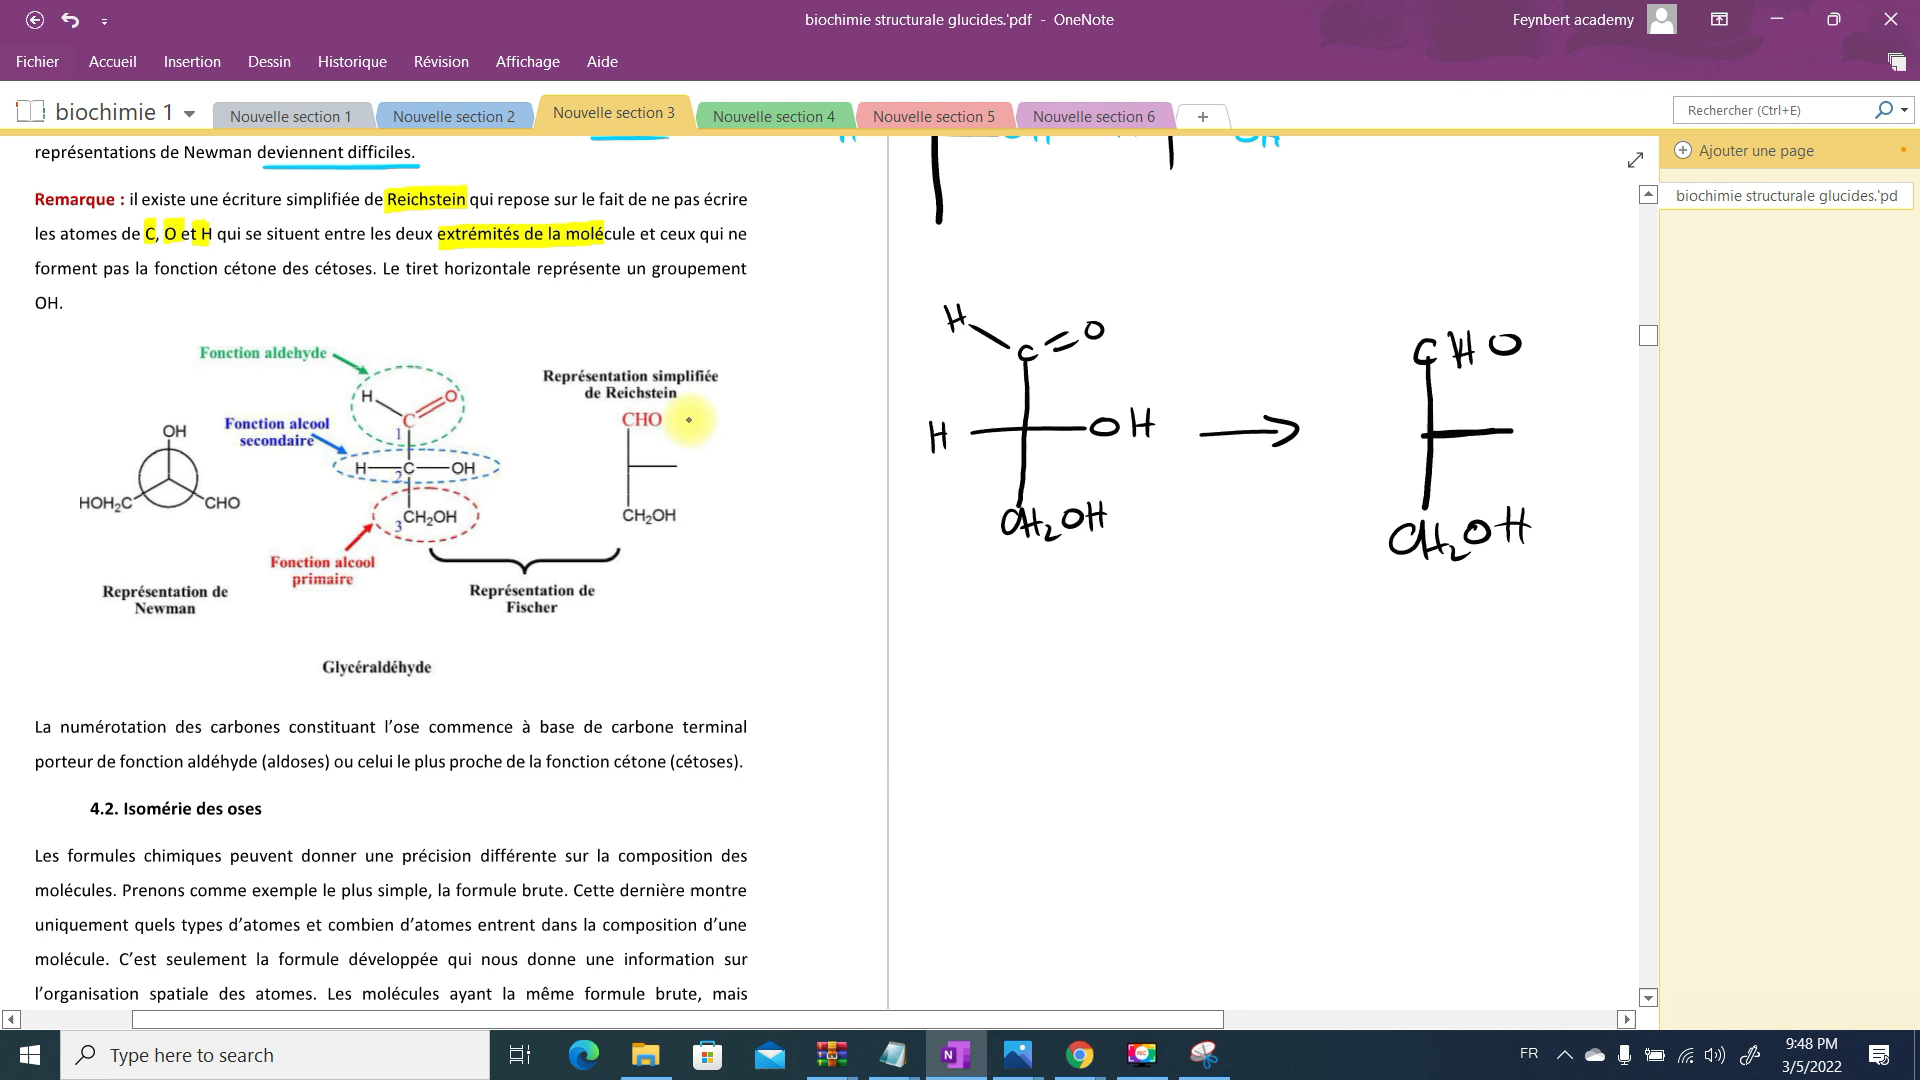 biochimie structurale glucides.'pdf - OneNote
Feynbert academy
Fichier Accueil Insertion Dessin Historique Révision Affichage Aide
biochimie 1
Nouvelle section 1
Nouvelle section 2
Nouvelle section 3
Nouvelle section 4
Nouvelle section 5
Nouvelle section 6
+
Rechercher (Ctrl+E)
Ajouter une page
biochimie structurale glucides.'pd
représentations de Newman deviennent difficiles.
Remarque : il existe une écriture simplifiée de Reichstein qui repose sur le fait de ne pas écrire
les atomes de C, O et H qui se situent entre les deux extrémités de la molécule et ceux qui ne
forment pas la fonction cétone des cétoses. Le tiret horizontale représente un groupement
OH.
Fonction aldehyde
H
O
C
1
Fonction alcool
secondaire
H
C
OH
2
CH2OH
3
Fonction alcool
primaire
OH
HOH2C
CHO
Représentation de
Newman
Représentation simplifiée
de Reichstein
CHO
CH2OH
Représentation de
Fischer
Glycéraldéhyde
H
C
O
H
OH
CH2OH
CHO
CH2OH
H
OH
OH
La numérotation des carbones constituant l’ose commence à base de carbone terminal
porteur de fonction aldéhyde (aldoses) ou celui le plus proche de la fonction cétone (cétoses).
4.2. Isomérie des oses
Les formules chimiques peuvent donner une précision différente sur la composition des
molécules. Prenons comme exemple le plus simple, la formule brute. Cette dernière montre
uniquement quels types d’atomes et combien d’atomes entrent dans la composition d’une
molécule. C’est seulement la formule développée qui nous donne une information sur
l’organisation spatiale des atomes. Les molécules ayant la même formule brute, mais
Type here to search
FR
9:48 PM
3/5/2022